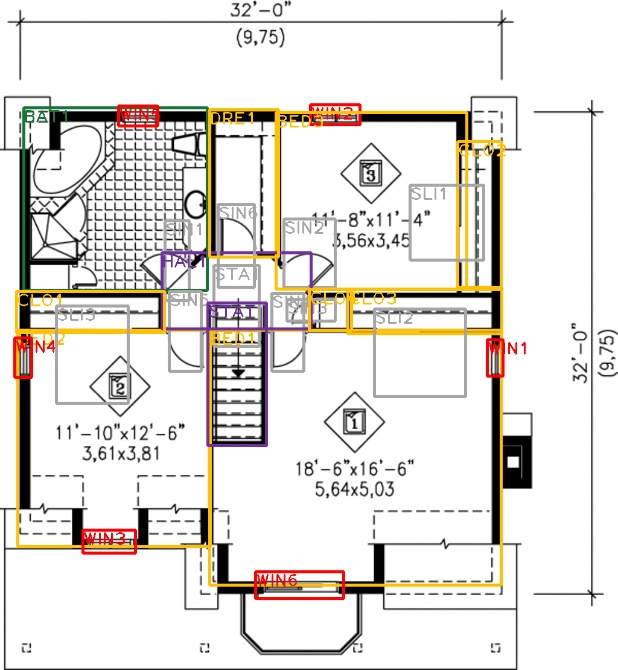 32'-0"
(9,75)
BAT1
WIN5
DRE1
BED3
WIN2
CLO2
3
SLI1
11'-8"x11'-4"
3,56x3,45
SIN6
SIN1
SIN2
HAL1
STA
CLO1
SIN5
STA1
CLO3
SLI3
SLI2
BED2
BED1
WIN4
WIN1
2
1
11'-10"x12'-6"
3,61x3,81
18'-6"x16'-6"
5,64x5,03
WIN3
WIN6
32'-0"
(9,75)